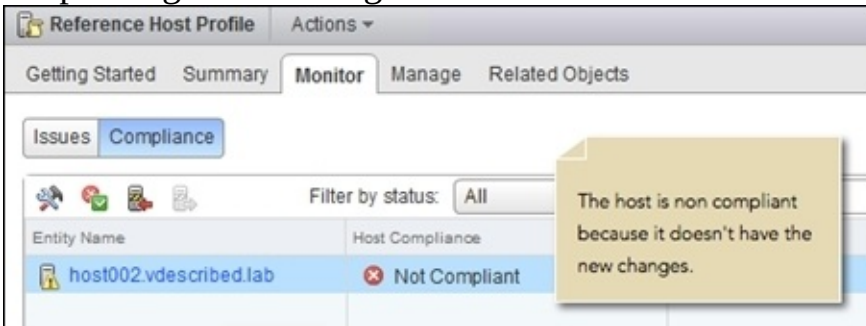 Reference Host Profile Actions
Getting Started Summary Monitor Manage Related Objects
Issues Compliance
Filter by status: All
Entity Name Host Compliance
host002.vdescribed.lab Not Compliant
The host is non compliant
because it doesn't have the
new changes.